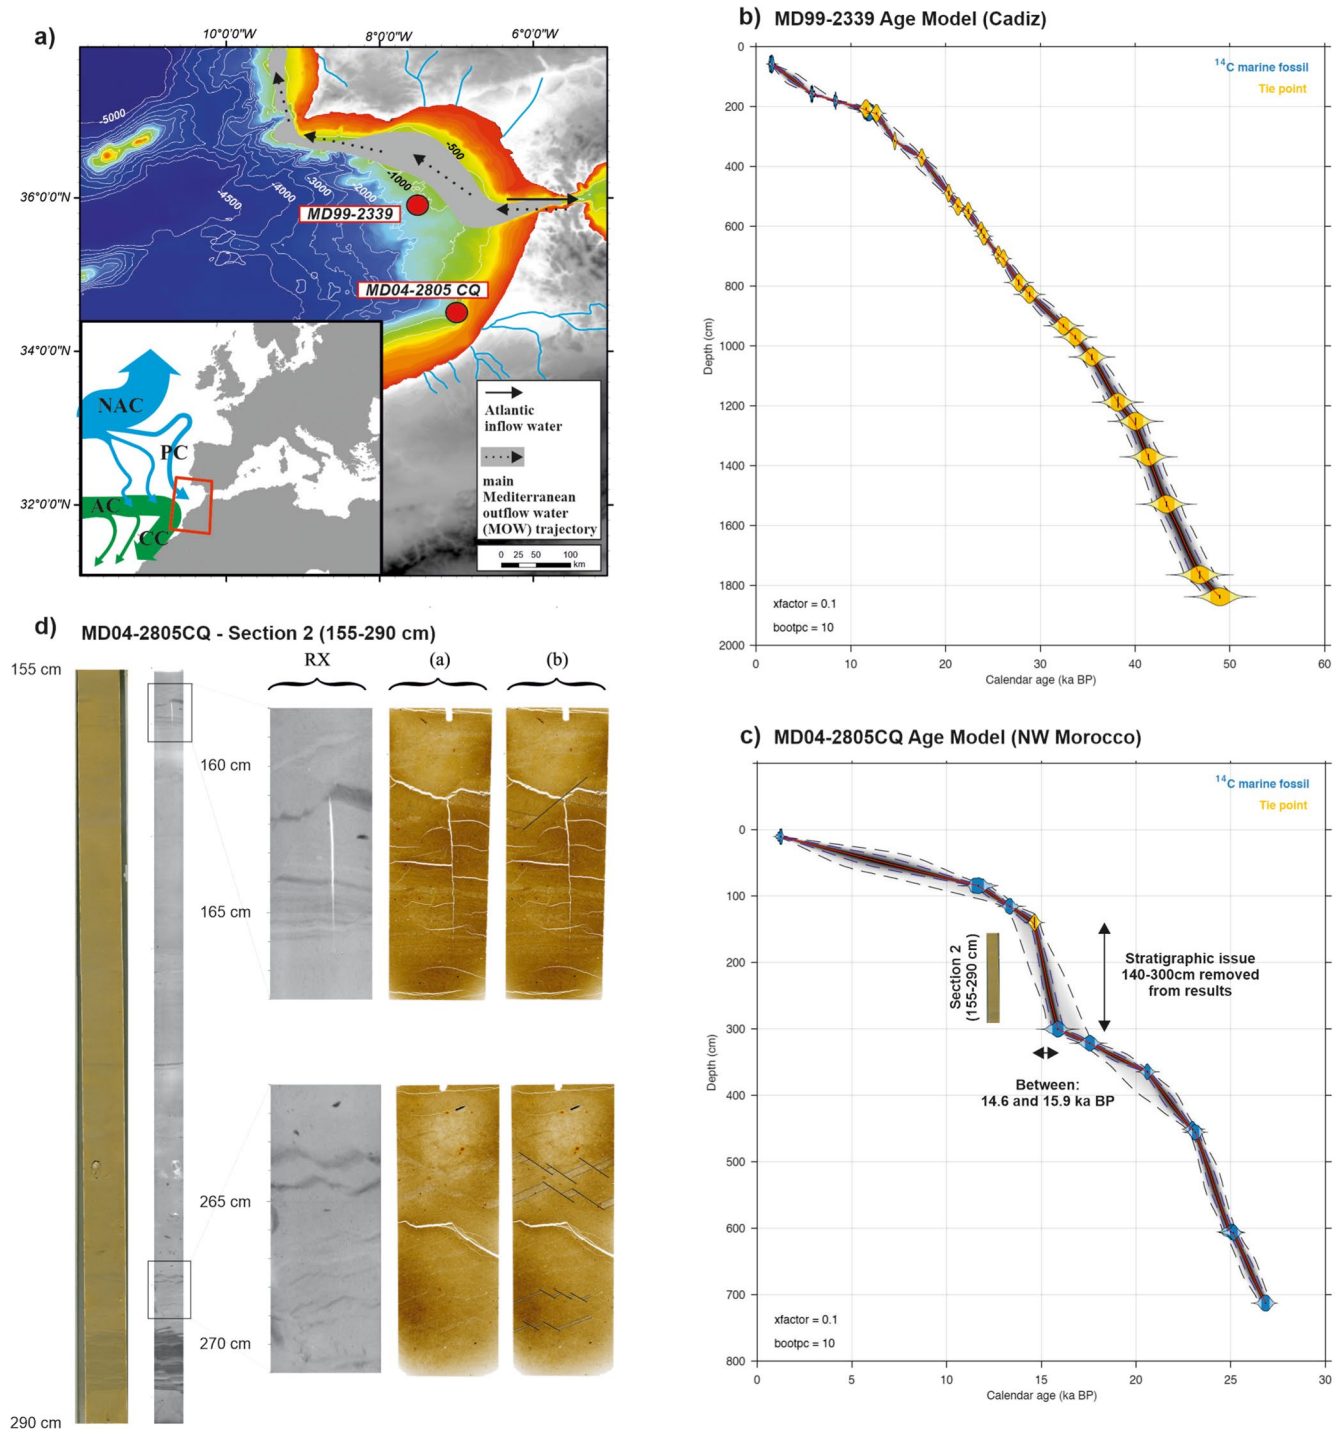 a)
10°0'0"W
8°0'0"W
6°0'0"W
36°0'0"N
34°0'0"N
32°0'0"N
-5000
-500
-1000
-2000
-3000
-4000
-4500
MD99-2339
MD04-2805 CQ
NAC
PC
AC
CC
Atlantic
inflow water
main
Mediterranean
outflow water
(MOW) trajectory
0 25 50 100
km
b) MD99-2339 Age Model (Cadiz)
14C marine fossil
Tie point
0
200
400
600
800
1000
1200
1400
1600
1800
2000
Depth (cm)
xfactor = 0.1
bootpc = 10
0 10 20 30 40 50 60
Calendar age (ka BP)
d) MD04-2805CQ - Section 2 (155-290 cm)
155 cm
290 cm
RX
(a)
(b)
160 cm
165 cm
265 cm
270 cm
c) MD04-2805CQ Age Model (NW Morocco)
14C marine fossil
Tie point
0
100
200
300
400
500
600
700
800
Depth (cm)
Section 2
(155-290 cm)
Stratigraphic issue
140-300cm removed
from results
Between:
14.6 and 15.9 ka BP
xfactor = 0.1
bootpc = 10
0 5 10 15 20 25 30
Calendar age (ka BP)